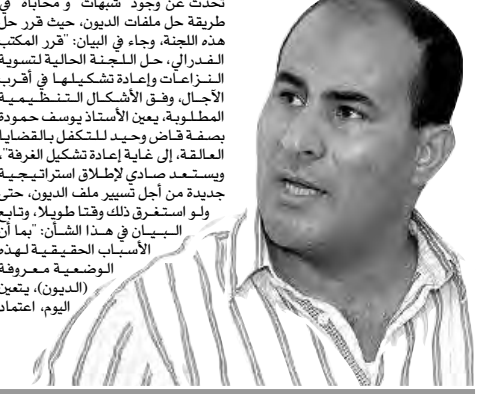 تحدثت عن وجود "شبهات" و"محاباة" في
طريقة حل ملفات الديون، حيث قرر حل
هذه اللجنة، وجاء في البيان: "قرر المكتب
الفدرالي، حل اللجنة الحالية لتسوية
النزاعات وإعادة تشكيلها في أقرب
الآجال، وفق الأشكال التنظيمية
المطلوبة، يعين الأستاذ يوسف حمودة
بصفة قاض وحيد للتكفل بالقضايا
العالقة، إلى غاية إعادة تشكيل الغرفة"،
ويستعد صادي لإطلاق استراتيجية
جديدة من أجل تسيير ملف الديون، حتى
ولو استغرق ذلك وقتا طويلا، وتابع
البيان في هذا الشأن: "بما أن
الأسباب الحقيقية لهذه
الوضعية معروفة
(الديون)، يتعين
اليوم، اعتماد